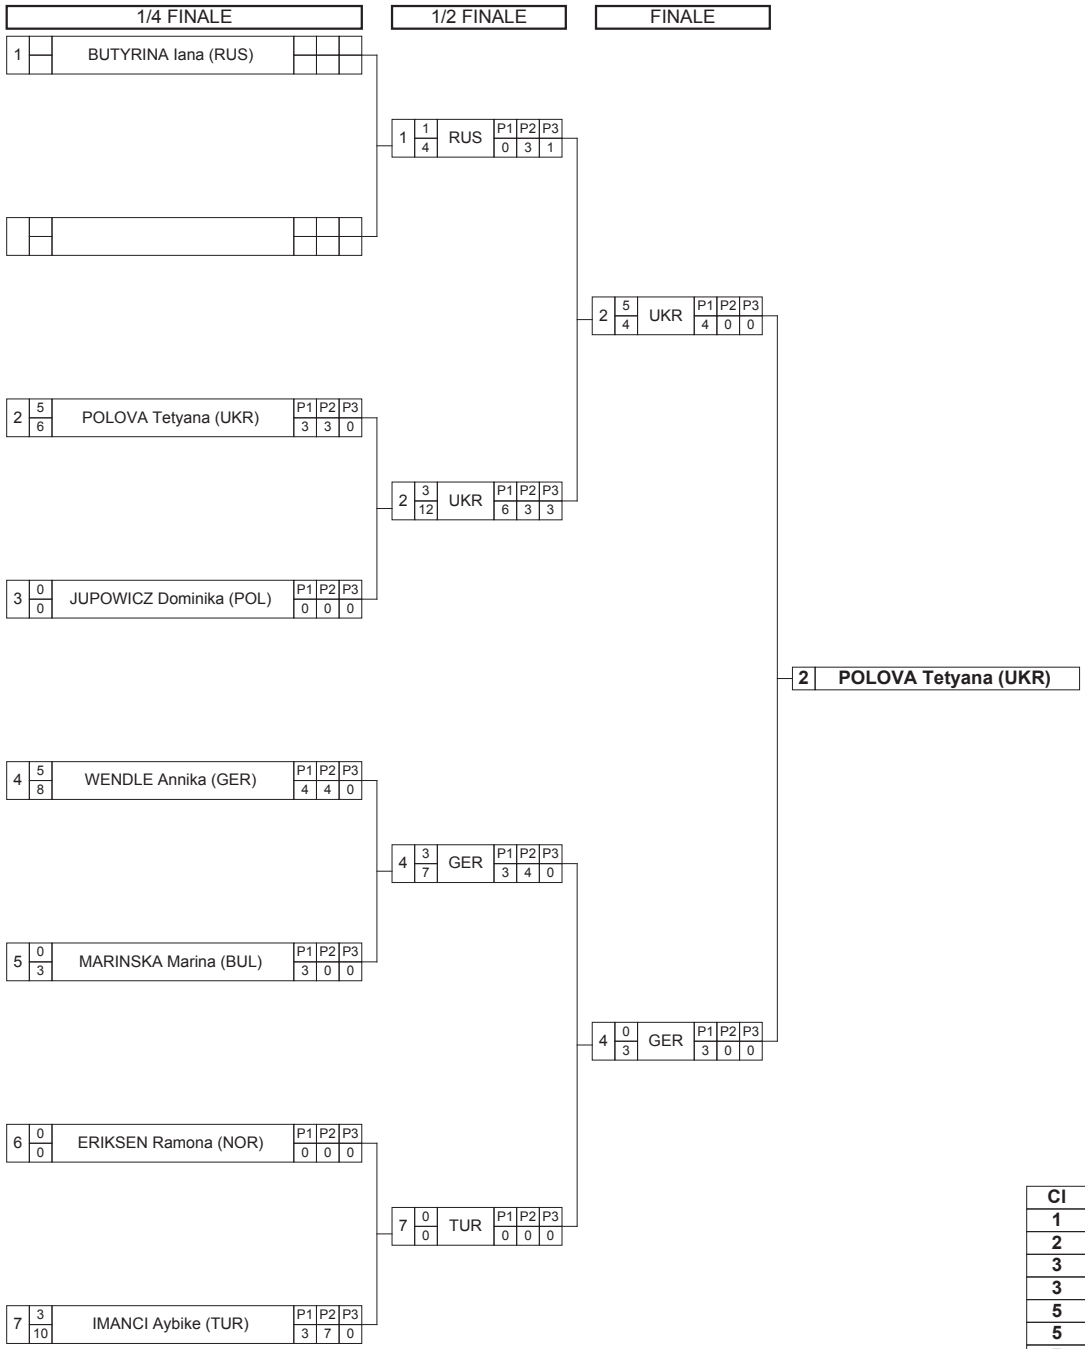 1/4 FINALE 1/2 FINALE FINALE
1 BUTYRINA Iana (RUS)
1 1 4 RUS P1 P2 P3 0 3 1
2 5 4 UKR P1 P2 P3 4 0 0
2 5 6 POLOVA Tetyana (UKR) P1 P2 P3 3 3 0
2 3 12 UKR P1 P2 P3 6 3 3
3 0 0 JUPOWICZ Dominika (POL) P1 P2 P3 0 0 0
2 POLOVA Tetyana (UKR)
4 5 8 WENDLE Annika (GER) P1 P2 P3 4 4 0
4 3 7 GER P1 P2 P3 3 4 0
5 0 3 MARINSKA Marina (BUL) P1 P2 P3 3 0 0
4 0 3 GER P1 P2 P3 3 0 0
6 0 0 ERIKSEN Ramona (NOR) P1 P2 P3 0 0 0
7 0 0 TUR P1 P2 P3 0 0 0
7 3 10 IMANCI Aybike (TUR) P1 P2 P3 3 7 0
Cl
1
2
3
3
5
5